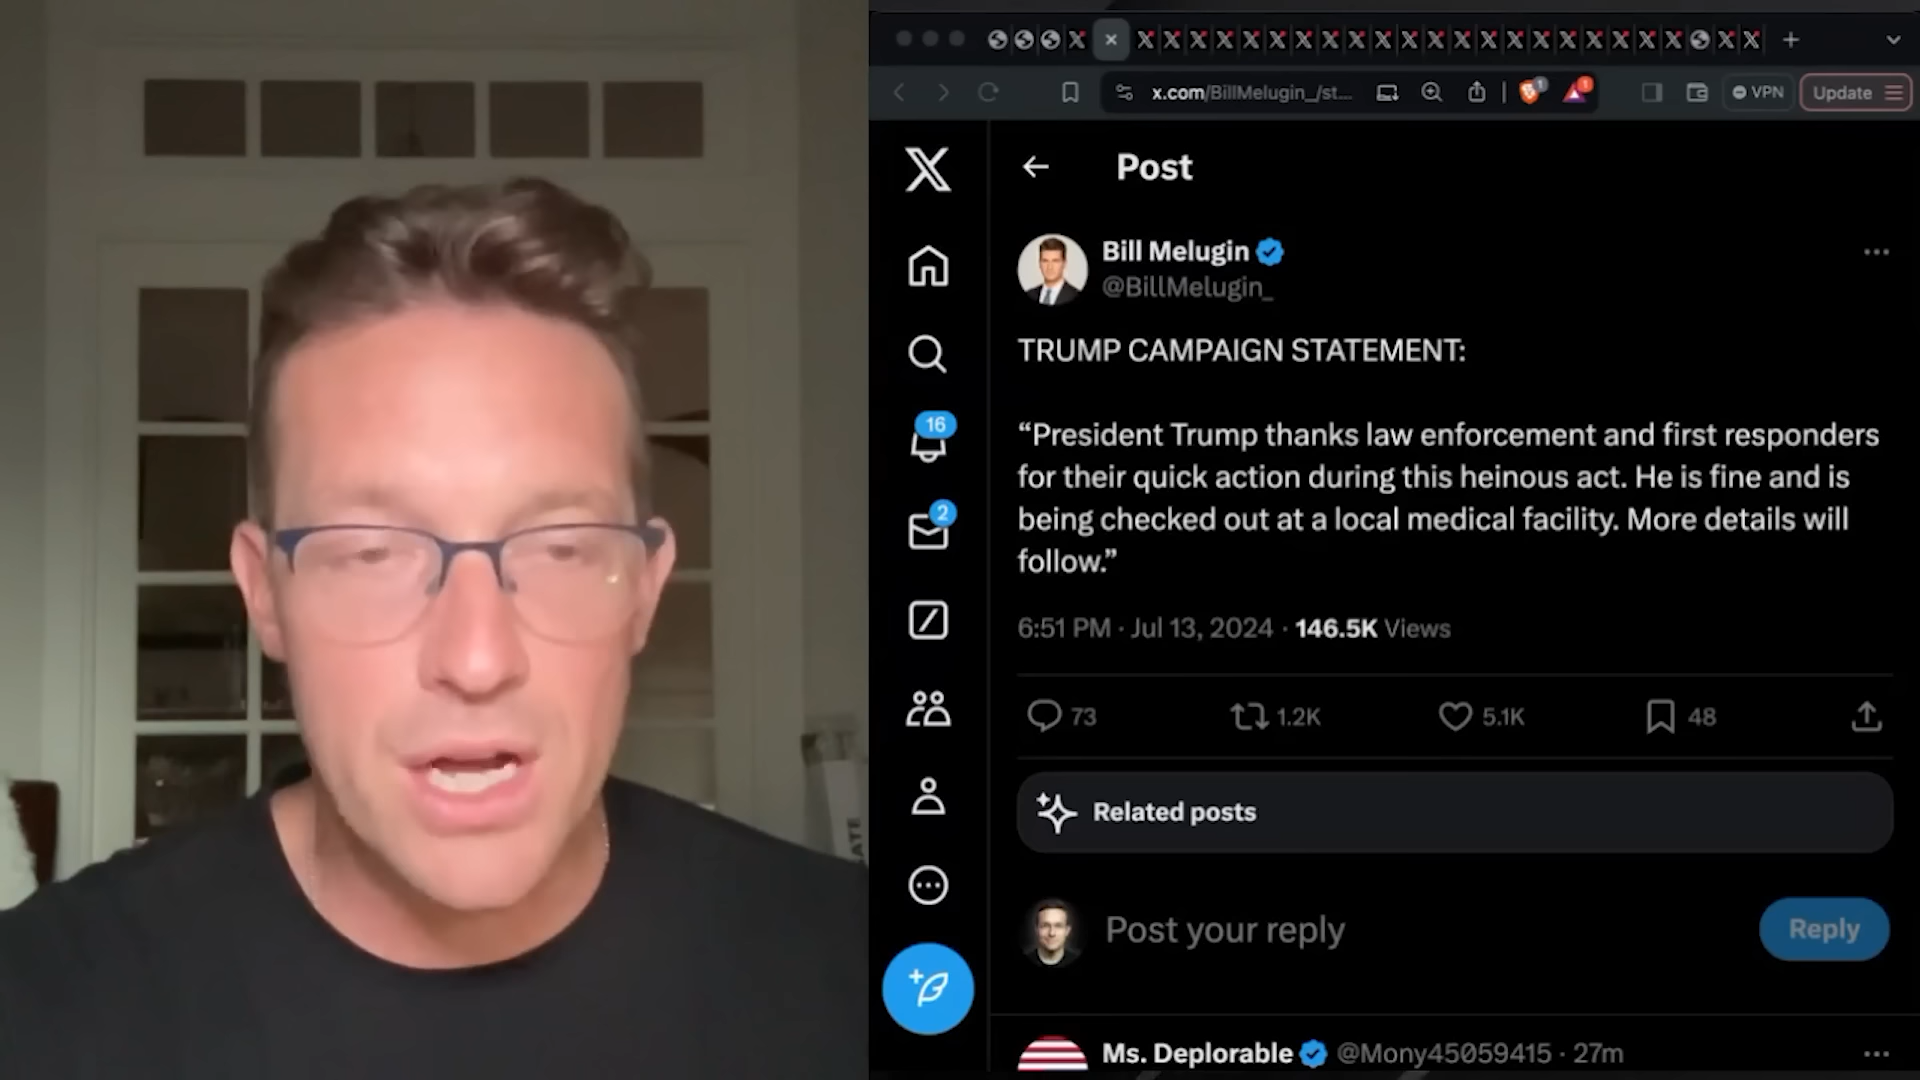 x.com/BillMelugin_/st...
VPN
Update
Post
Bill Melugin
@BillMelugin_
TRUMP CAMPAIGN STATEMENT:
“President Trump thanks law enforcement and first responders
for their quick action during this heinous act. He is fine and is
being checked out at a local medical facility. More details will
follow.”
6:51 PM · Jul 13, 2024 · 146.5K Views
73 1.2K 5.1K 48
16
2
Related posts
Post your reply
Reply
Ms. Deplorable @Mony45059415 · 27m